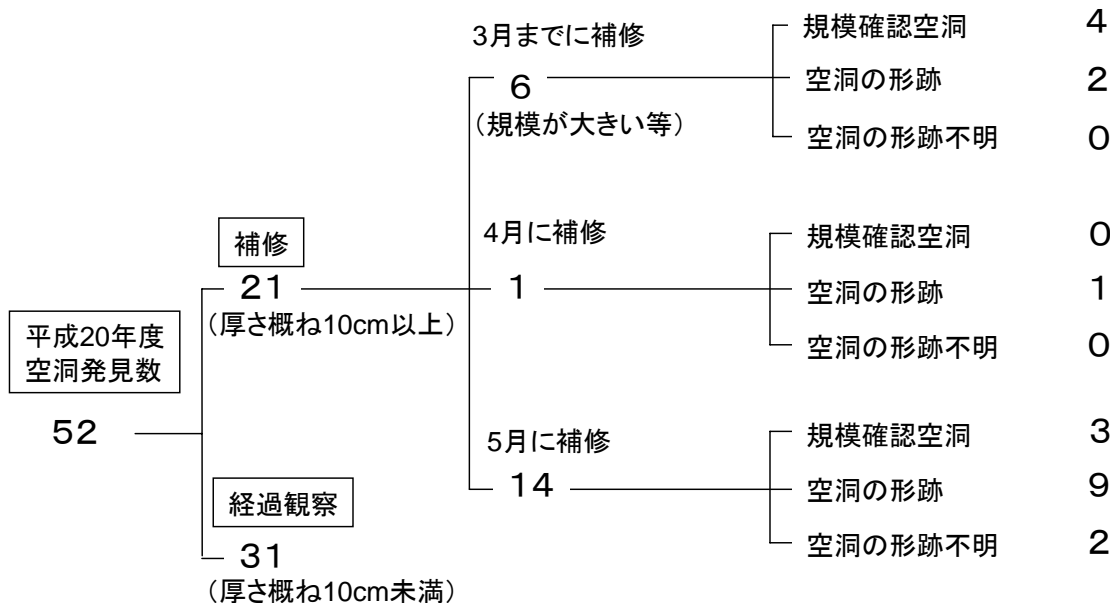 平成20年度
空洞発見数
52
補修
21
(厚さ概ね10cm以上)
経過観察
31
(厚さ概ね10cm未満)
3月までに補修
6
(規模が大きい等)
規模確認空洞 4
空洞の形跡 2
空洞の形跡不明 0
4月に補修
1
規模確認空洞 0
空洞の形跡 1
空洞の形跡不明 0
5月に補修
14
規模確認空洞 3
空洞の形跡 9
空洞の形跡不明 2